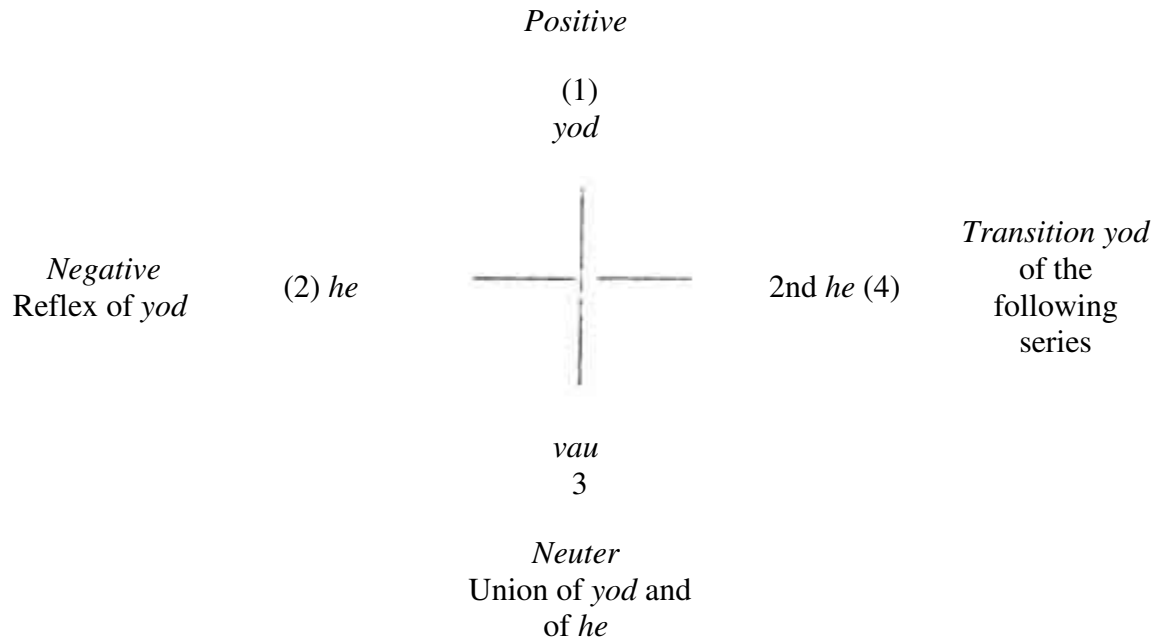 Positive
(1)
yod
Negative
Reflex of yod
(2) he
2nd he (4)
Transition yod
of the
following
series
vau
3
Neuter
Union of yod and
of he